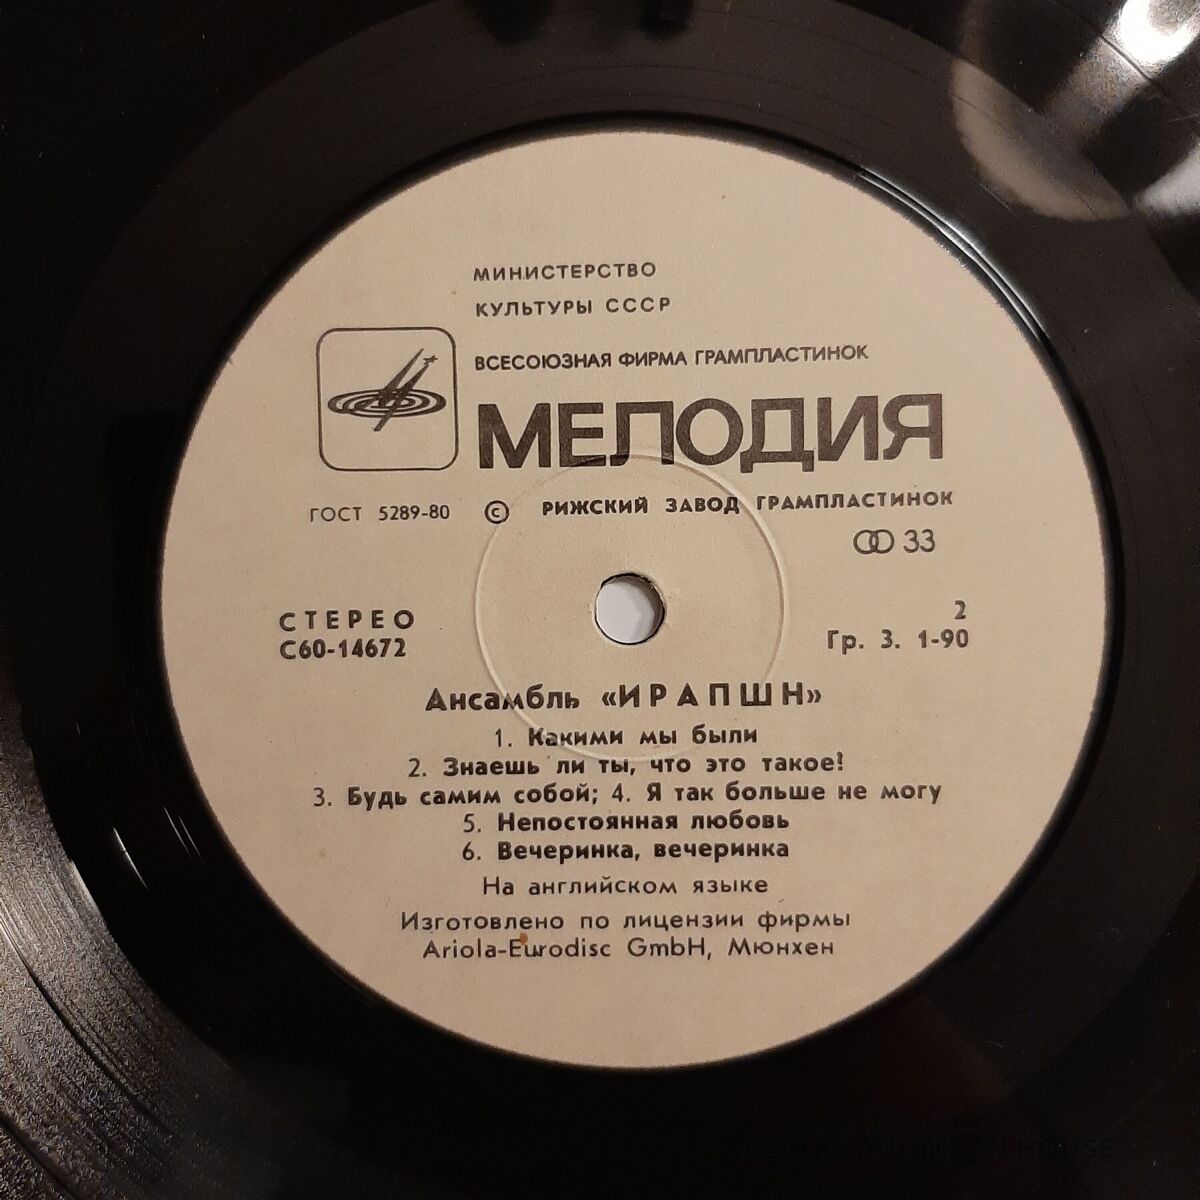 МИНИСТЕРСТВО
КУЛЬТУРЫ СССР
ВСЕСОЮЗНАЯ ФИРМА ГРАМПЛАСТИНОК
МЕЛОДИЯ
ГОСТ 5289-80 © РИЖСКИЙ ЗАВОД ГРАМПЛАСТИНОК
33
СТЕРЕО 2
С60-14672 Гр. 3. 1-90
Ансамбль «ИРАПШН»
1. Какими мы были
2. Знаешь ли ты, что это такое!
3. Будь самим собой; 4. Я так больше не могу
5. Непостоянная любовь
6. Вечеринка, вечеринка
На английском языке
Изготовлено по лицензии фирмы
Ariola-Eurodisc GmbH, Мюнхен
BALTARS AUCTION HOUSE